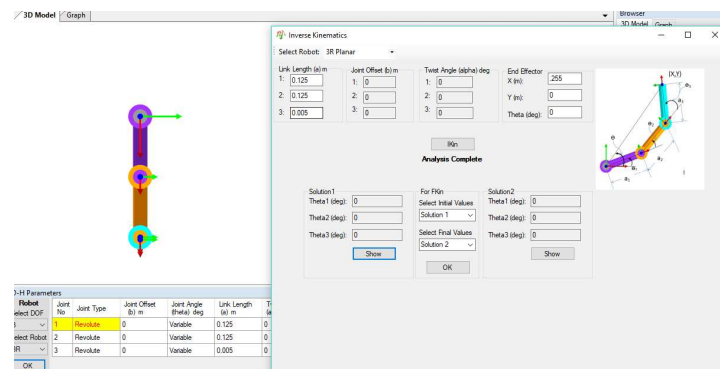 3D Model
Graph
Browser
3D Model Graph
Inverse Kinematics
Select Robot: 3R Planar
Link Length (a) m
1: 0.125
2: 0.125
3: 0.005
Joint Offset (b) m
1: 0
2: 0
3: 0
Twist Angle (alpha) deg
1: 0
2: 0
3: 0
End Effector
X (m): .255
Y (m): 0
Theta (deg): 0
(X,Y)
IKin
Analysis Complete
Solution1
Theta1 (deg): 0
Theta2 (deg): 0
Theta3 (deg): 0
Show
For FKin
Select Initial Values
Solution 1
Select Final Values
Solution 2
OK
Solution2
Theta1 (deg): 0
Theta2 (deg): 0
Theta3 (deg): 0
Show
D-H Parameters
Robot
Select DOF
Select Robot
3R
OK
Joint No Joint Type Joint Offset (b) m Joint Angle (theta) deg Link Length (a) m
1 Revolute 0 Variable 0.125 0
2 Revolute 0 Variable 0.125 0
3 Revolute 0 Variable 0.005 0